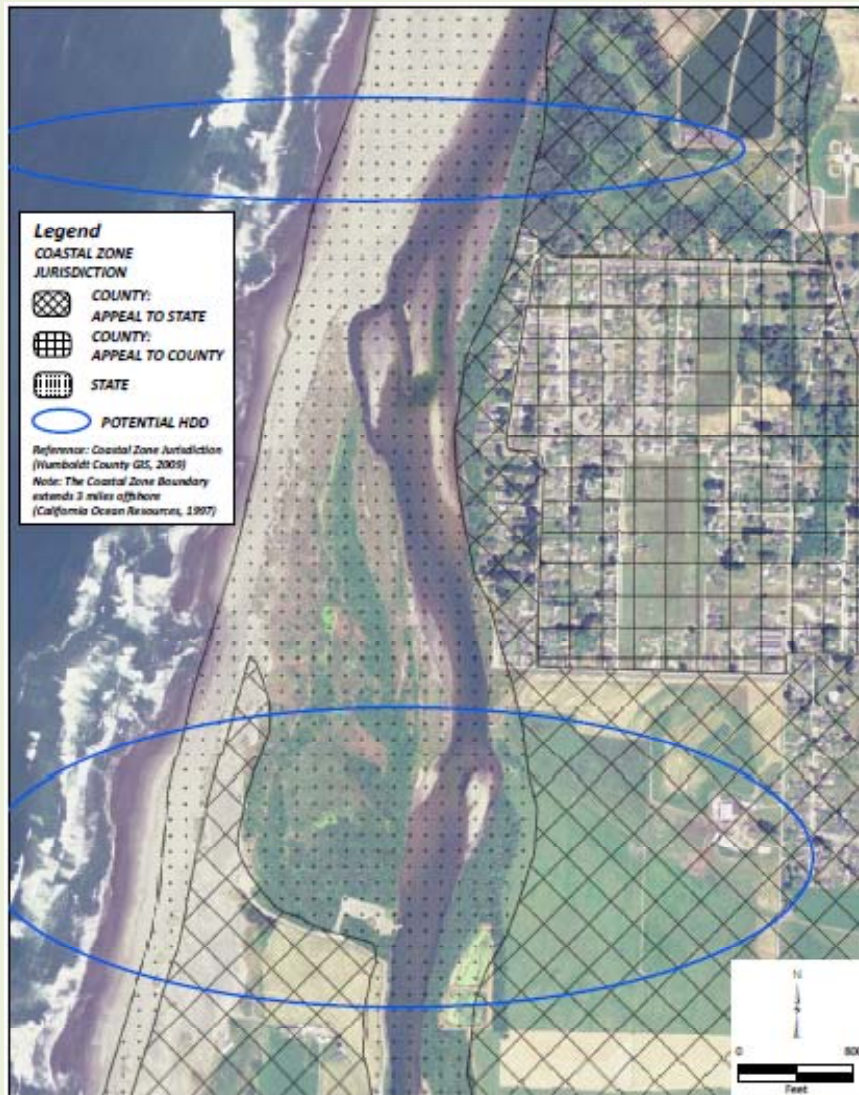 Legend
COASTAL ZONE
JURISDICTION
COUNTY:
APPEAL TO STATE
COUNTY:
APPEAL TO COUNTY
STATE
POTENTIAL HDD
Reference: Coastal Zone Jurisdiction
(Humboldt County GIS, 2009)
Note: The Coastal Zone Boundary
extends 3 miles offshore
(California Ocean Resources, 1997)
N
0
Feet